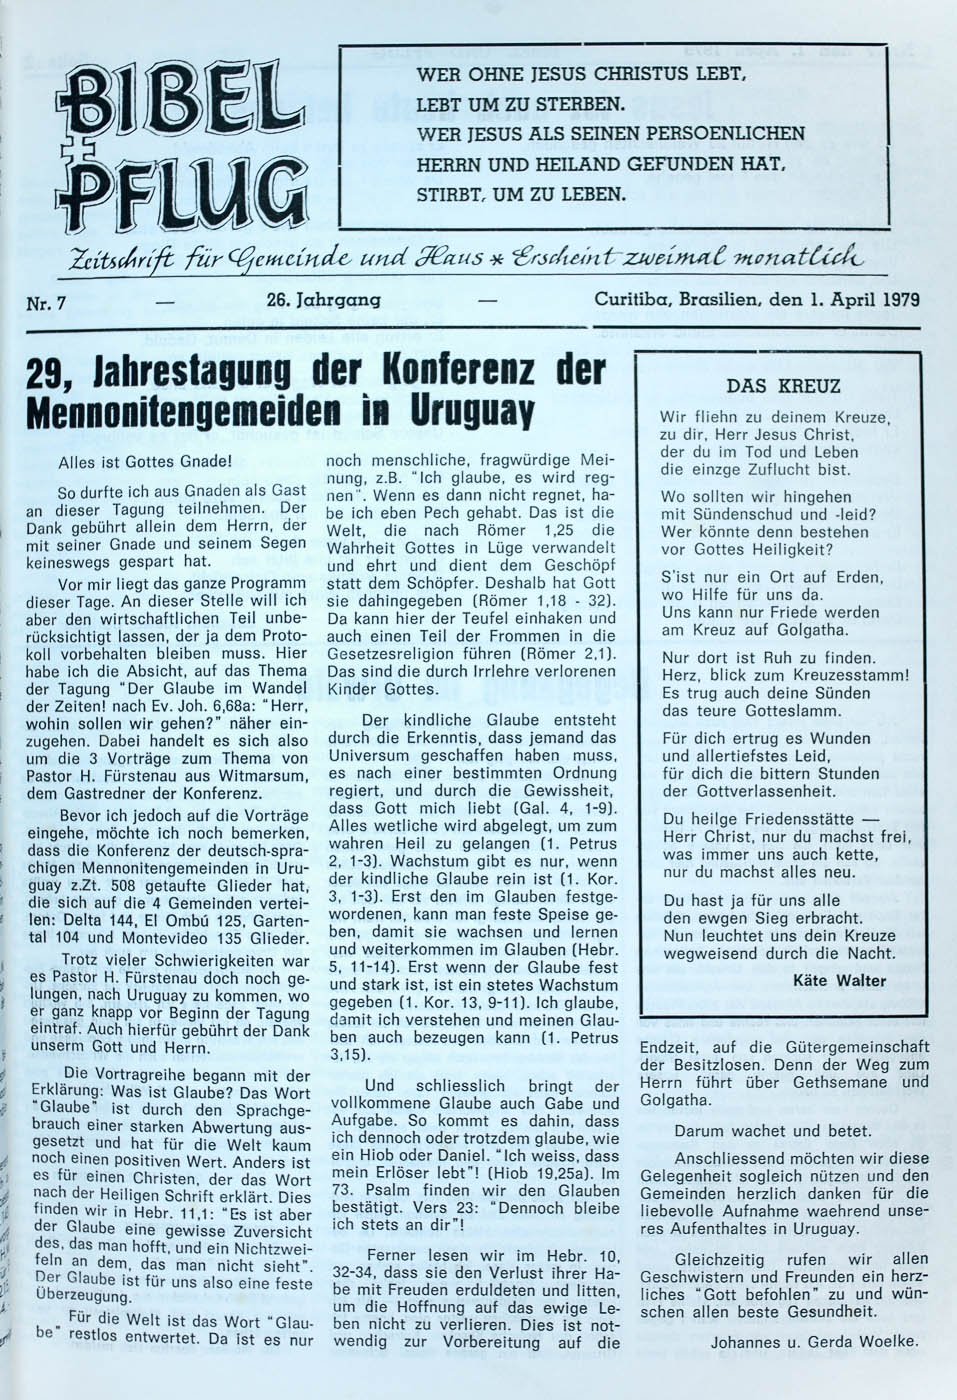 BIBEL
PFLUG
WER OHNE JESUS CHRISTUS LEBT,
LEBT UM ZU STERBEN.
WER JESUS ALS SEINEN PERSOENLICHEN
HERRN UND HEILAND GEFUNDEN HAT,
STIRBT, UM ZU LEBEN.
Zeitschrift für Gemeinde und Haus * Erscheint zweimal monatlich
Nr. 7 — 26. Jahrgang — Curitiba, Brasilien, den 1. April 1979
29, Jahrestagung der Konferenz der
Mennonitengemeiden in Uruguay
Alles ist Gottes Gnade!
So durfte ich aus Gnaden als Gast
an dieser Tagung teilnehmen. Der
Dank gebührt allein dem Herrn, der
mit seiner Gnade und seinem Segen
keineswegs gespart hat.
Vor mir liegt das ganze Programm
dieser Tage. An dieser Stelle will ich
aber den wirtschaftlichen Teil unbe-
rücksichtigt lassen, der ja dem Proto-
koll vorbehalten bleiben muss. Hier
habe ich die Absicht, auf das Thema
der Tagung "Der Glaube im Wandel
der Zeiten! nach Ev. Joh. 6,68a: "Herr,
wohin sollen wir gehen?" näher ein-
zugehen. Dabei handelt es sich also
um die 3 Vorträge zum Thema von
Pastor H. Fürstenau aus Witmarsum,
dem Gastredner der Konferenz.
Bevor ich jedoch auf die Vorträge
eingehe, möchte ich noch bemerken,
dass die Konferenz der deutsch-spra-
chigen Mennonitengemeinden in Uru-
guay z.Zt. 508 getaufte Glieder hat,
die sich auf die 4 Gemeinden vertei-
len: Delta 144, El Ombú 125, Garten-
tal 104 und Montevideo 135 Glieder.
Trotz vieler Schwierigkeiten war
es Pastor H. Fürstenau doch noch ge-
lungen, nach Uruguay zu kommen, wo
er ganz knapp vor Beginn der Tagung
eintraf. Auch hierfür gebührt der Dank
unserm Gott und Herrn.
Die Vortragreihe begann mit der
Erklärung: Was ist Glaube? Das Wort
"Glaube" ist durch den Sprachge-
brauch einer starken Abwertung aus-
gesetzt und hat für die Welt kaum
noch einen positiven Wert. Anders ist
es für einen Christen, der das Wort
nach der Heiligen Schrift erklärt. Dies
finden wir in Hebr. 11,1: "Es ist aber
der Glaube eine gewisse Zuversicht
des, das man hofft, und ein Nichtzwei-
feln an dem, das man nicht sieht".
Der Glaube ist für uns also eine feste
Überzeugung.
Für die Welt ist das Wort "Glau-
be" restlos entwertet. Da ist es nur
noch menschliche, fragwürdige Mei-
nung, z.B. "Ich glaube, es wird reg-
nen". Wenn es dann nicht regnet, ha-
be ich eben Pech gehabt. Das ist die
Welt, die nach Römer 1,25 die
Wahrheit Gottes in Lüge verwandelt
und ehrt und dient dem Geschöpf
statt dem Schöpfer. Deshalb hat Gott
sie dahingegeben (Römer 1,18 - 32).
Da kann hier der Teufel einhaken und
auch einen Teil der Frommen in die
Gesetzesreligion führen (Römer 2,1).
Das sind die durch Irrlehre verlorenen
Kinder Gottes.
Der kindliche Glaube entsteht
durch die Erkenntis, dass jemand das
Universum geschaffen haben muss,
es nach einer bestimmten Ordnung
regiert, und durch die Gewissheit,
dass Gott mich liebt (Gal. 4, 1-9).
Alles wetliche wird abgelegt, um zum
wahren Heil zu gelangen (1. Petrus
2, 1-3). Wachstum gibt es nur, wenn
der kindliche Glaube rein ist (1. Kor.
3, 1-3). Erst den im Glauben festge-
wordenen, kann man feste Speise ge-
ben, damit sie wachsen und lernen
und weiterkommen im Glauben (Hebr.
5, 11-14). Erst wenn der Glaube fest
und stark ist, ist ein stetes Wachstum
gegeben (1. Kor. 13, 9-11). Ich glaube,
damit ich verstehen und meinen Glau-
ben auch bezeugen kann (1. Petrus
3,15).
Und schliesslich bringt der
vollkommene Glaube auch Gabe und
Aufgabe. So kommt es dahin, dass
ich dennoch oder trotzdem glaube, wie
ein Hiob oder Daniel. "Ich weiss, dass
mein Erlöser lebt"! (Hiob 19,25a). Im
73. Psalm finden wir den Glauben
bestätigt. Vers 23: "Dennoch bleibe
ich stets an dir"!
Ferner lesen wir im Hebr. 10,
32-34, dass sie den Verlust ihrer Ha-
be mit Freuden erduldeten und litten,
um die Hoffnung auf das ewige Le-
ben nicht zu verlieren. Dies ist not-
wendig zur Vorbereitung auf die
DAS KREUZ
Wir fliehn zu deinem Kreuze,
zu dir, Herr Jesus Christ,
der du im Tod und Leben
die einzge Zuflucht bist.
Wo sollten wir hingehen
mit Sündenschud und -leid?
Wer könnte denn bestehen
vor Gottes Heiligkeit?
S'ist nur ein Ort auf Erden,
wo Hilfe für uns da.
Uns kann nur Friede werden
am Kreuz auf Golgatha.
Nur dort ist Ruh zu finden.
Herz, blick zum Kreuzesstamm!
Es trug auch deine Sünden
das teure Gotteslamm.
Für dich ertrug es Wunden
und allertiefstes Leid,
für dich die bittern Stunden
der Gottverlassenheit.
Du heilge Friedensstätte —
Herr Christ, nur du machst frei,
was immer uns auch kette,
nur du machst alles neu.
Du hast ja für uns alle
den ewgen Sieg erbracht.
Nun leuchtet uns dein Kreuze
wegweisend durch die Nacht.
Käte Walter
Endzeit, auf die Gütergemeinschaft
der Besitzlosen. Denn der Weg zum
Herrn führt über Gethsemane und
Golgatha.
Darum wachet und betet.
Anschliessend möchten wir diese
Gelegenheit sogleich nützen und den
Gemeinden herzlich danken für die
liebevolle Aufnahme waehrend unse-
res Aufenthaltes in Uruguay.
Gleichzeitig rufen wir allen
Geschwistern und Freunden ein herz-
liches "Gott befohlen" zu und wün-
schen allen beste Gesundheit.
Johannes u. Gerda Woelke.